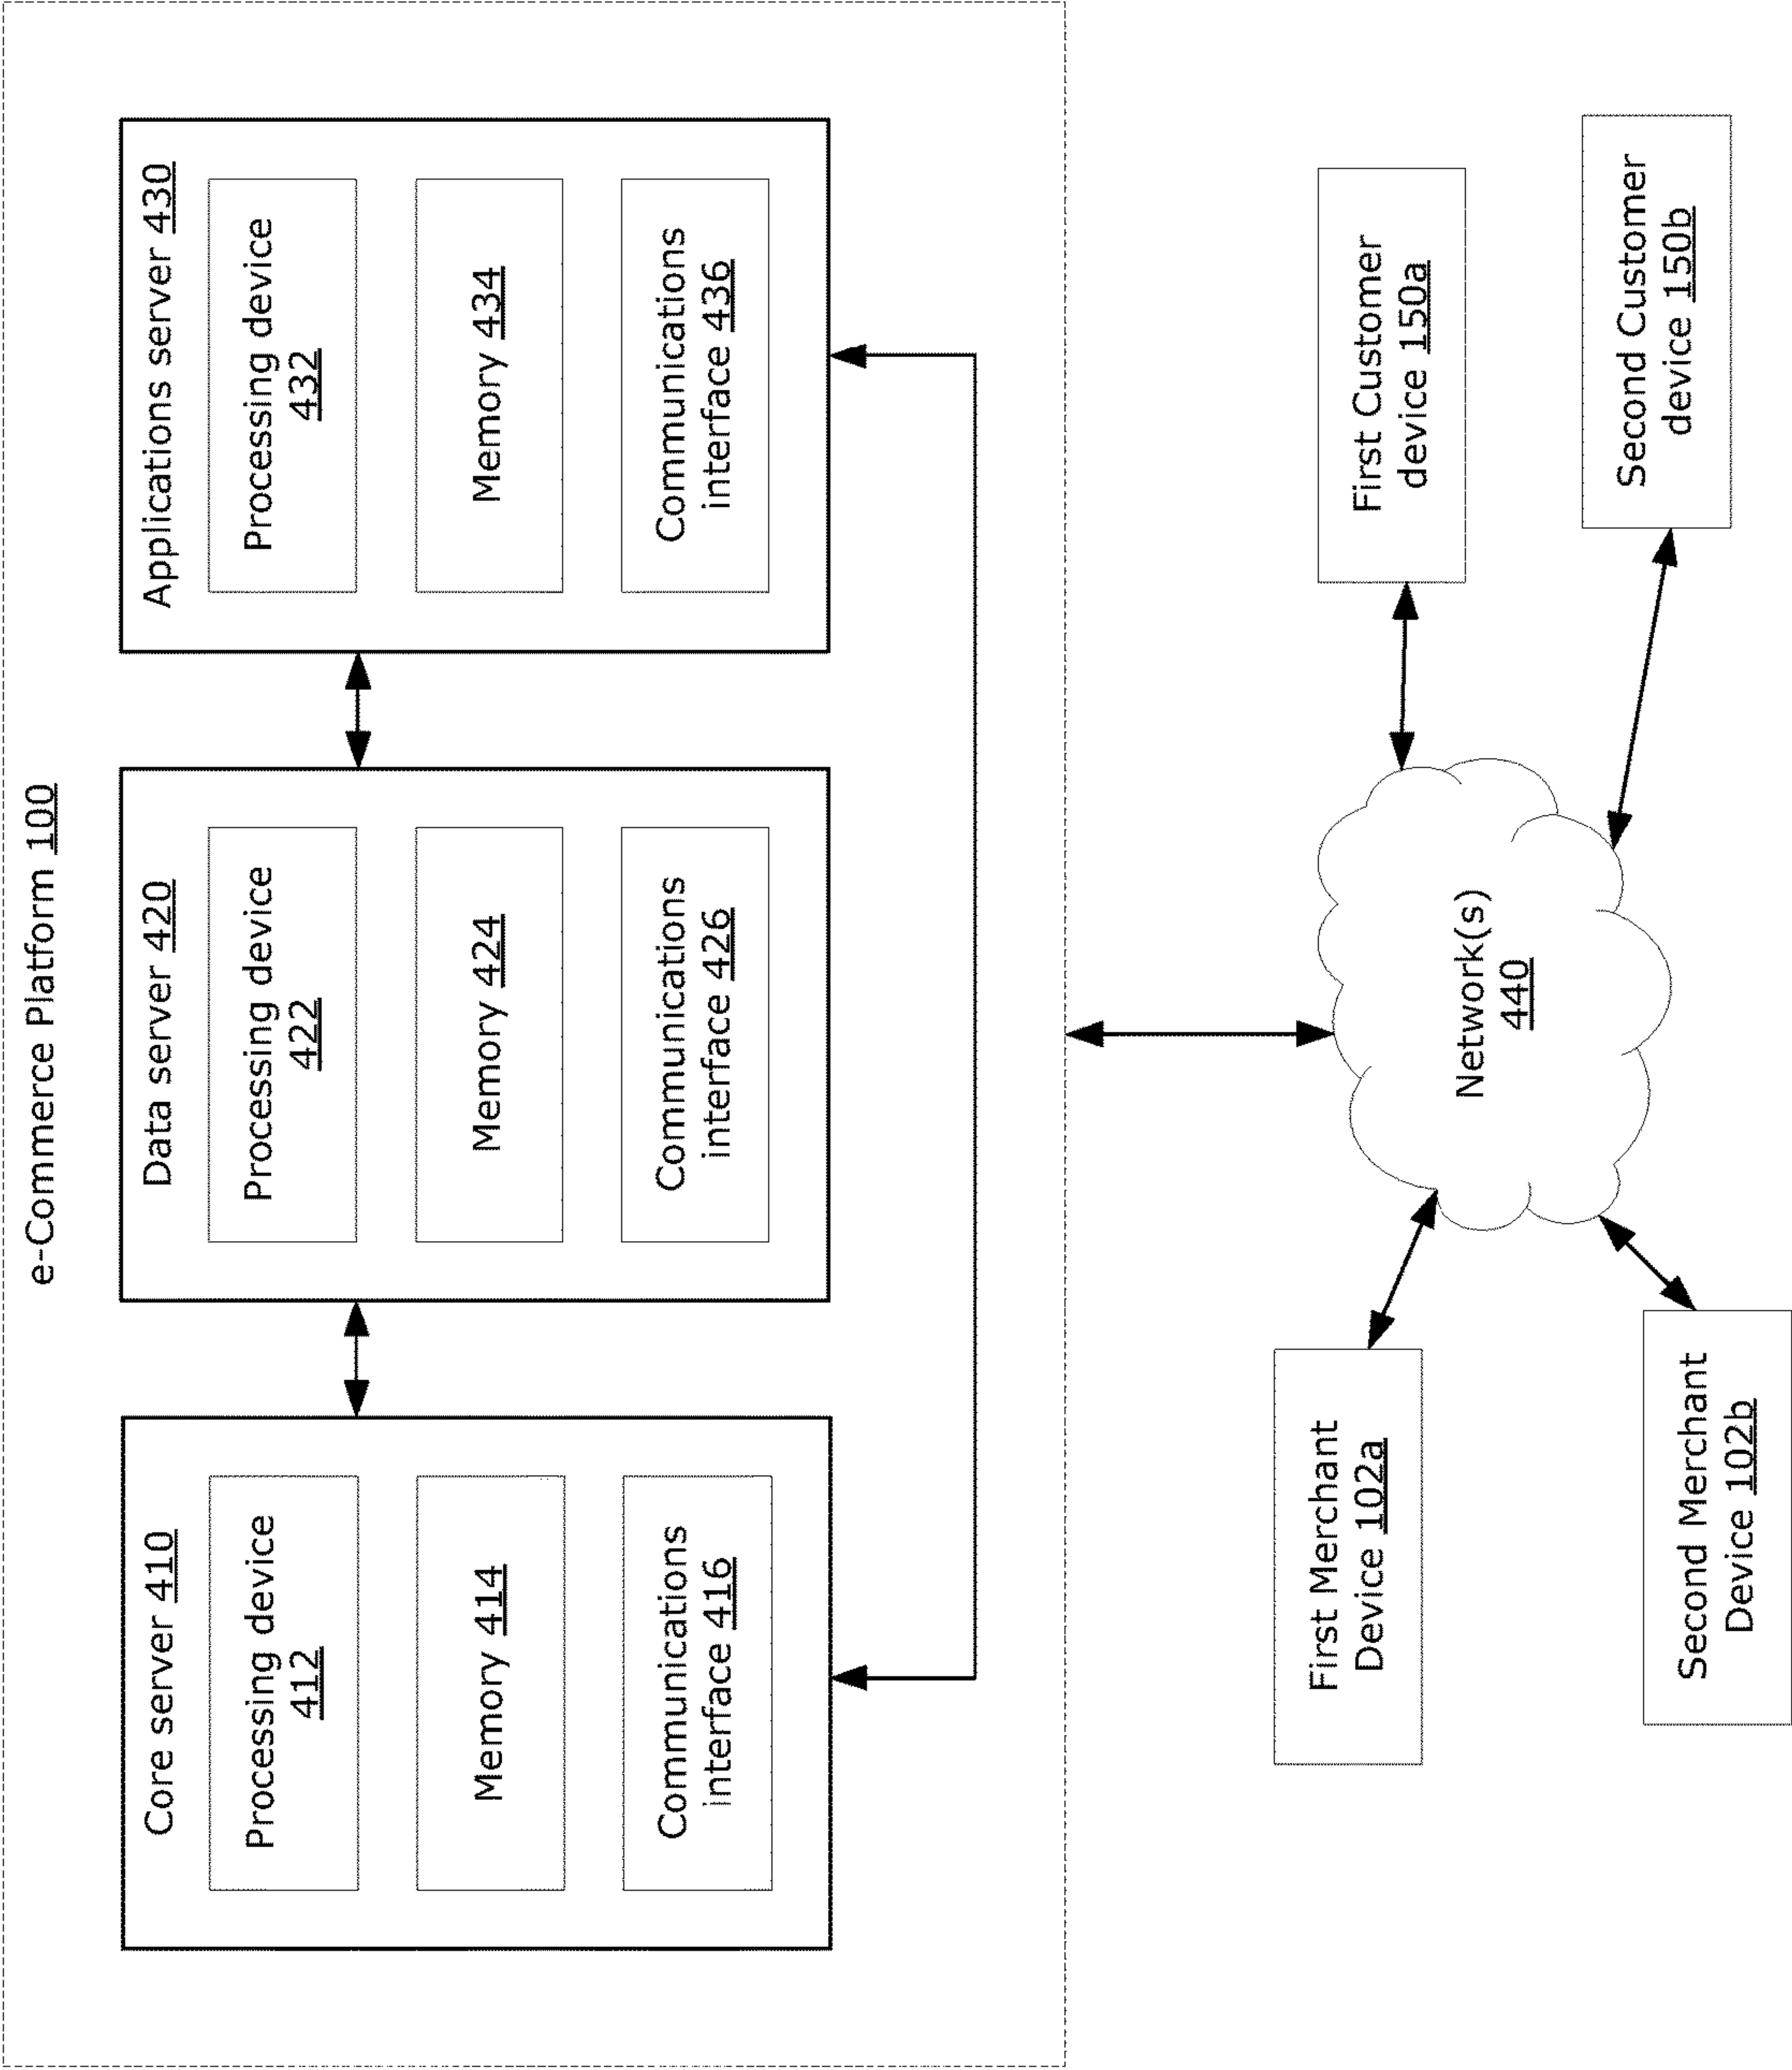 e-Commerce Platform 100
Core server 410
Processing device
412
Memory 414
Communications
interface 416
Data server 420
Processing device
422
Memory 424
Communications
interface 426
Applications server 430
Processing device
432
Memory 434
Communications
interface 436
First Merchant
Device 102a
Second Merchant
Device 102b
Network(s)
440
First Customer
device 150a
Second Customer
device 150b